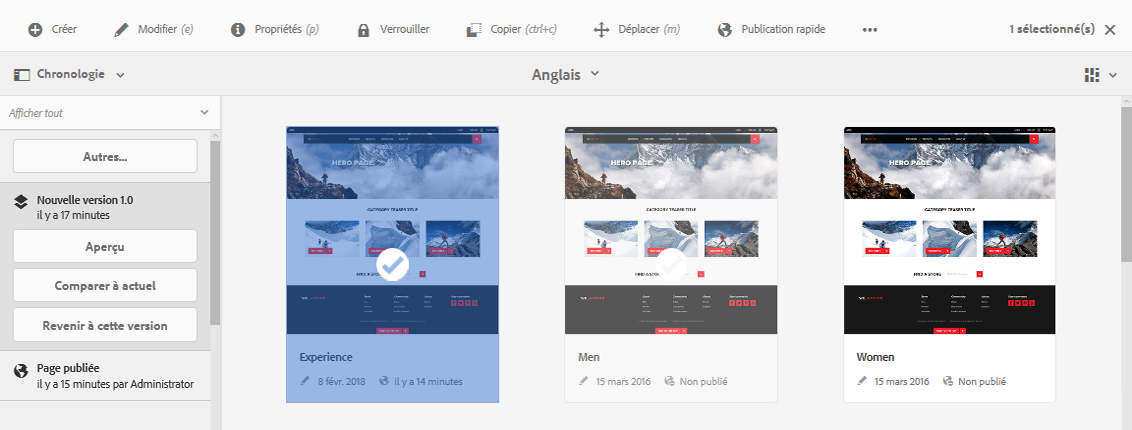 Créer
Modifier (e)
Propriétés (p)
Verrouiller
Copier (ctrl+c)
Déplacer (m)
Publication rapide
1 sélectionné(s)
Chronologie
Anglais
Afficher tout
Autres...
Nouvelle version 1.0
il y a 17 minutes
Aperçu
Comparer à actuel
Revenir à cette version
Page publiée
il y a 15 minutes par Administrator
HERO PAGE
CATEGORY TEASER TITLE
FIND A STORE
Experience
8 févr. 2018
il y a 14 minutes
HERO PAGE
CATEGORY TEASER TITLE
FIND A STORE
Men
15 mars 2016
Non publié
HERO PAGE
CATEGORY TEASER TITLE
FIND A STORE
Women
15 mars 2016
Non publié